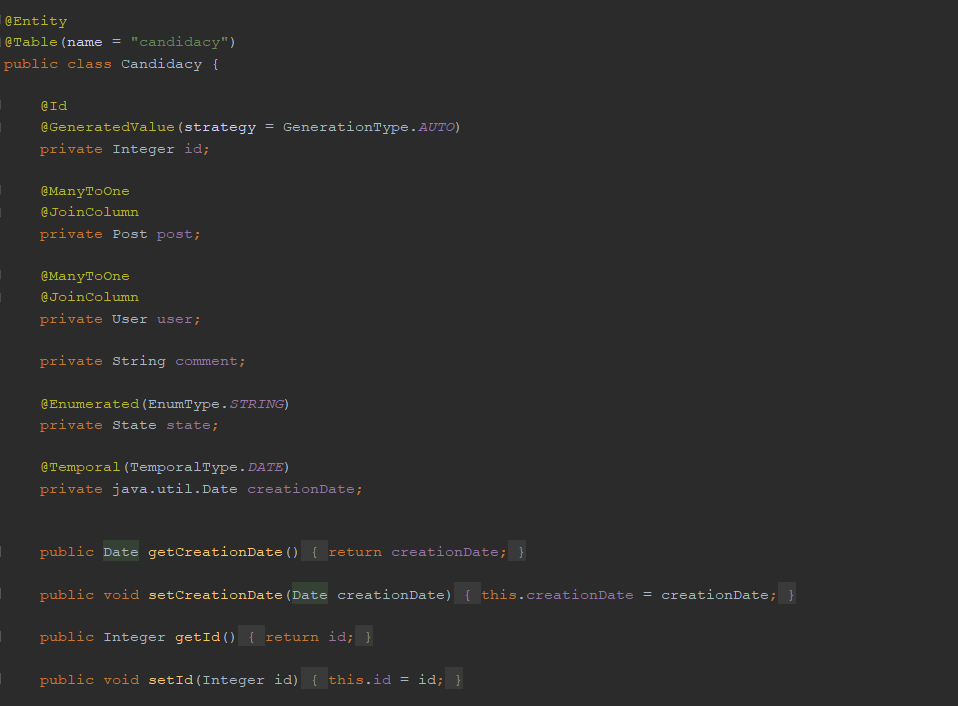 @Entity
@Table(name = "candidacy")
public class Candidacy {
@Id
@GeneratedValue(strategy = GenerationType.AUTO)
private Integer id;
@ManyToOne
@JoinColumn
private Post post;
@ManyToOne
@JoinColumn
private User user;
private String comment;
@Enumerated(EnumType.STRING)
private State state;
@Temporal(TemporalType.DATE)
private java.util.Date creationDate;
public Date getCreationDate() { return creationDate; }
public void setCreationDate(Date creationDate) { this.creationDate = creationDate; }
public Integer getId() { return id; }
public void setId(Integer id) { this.id = id; }